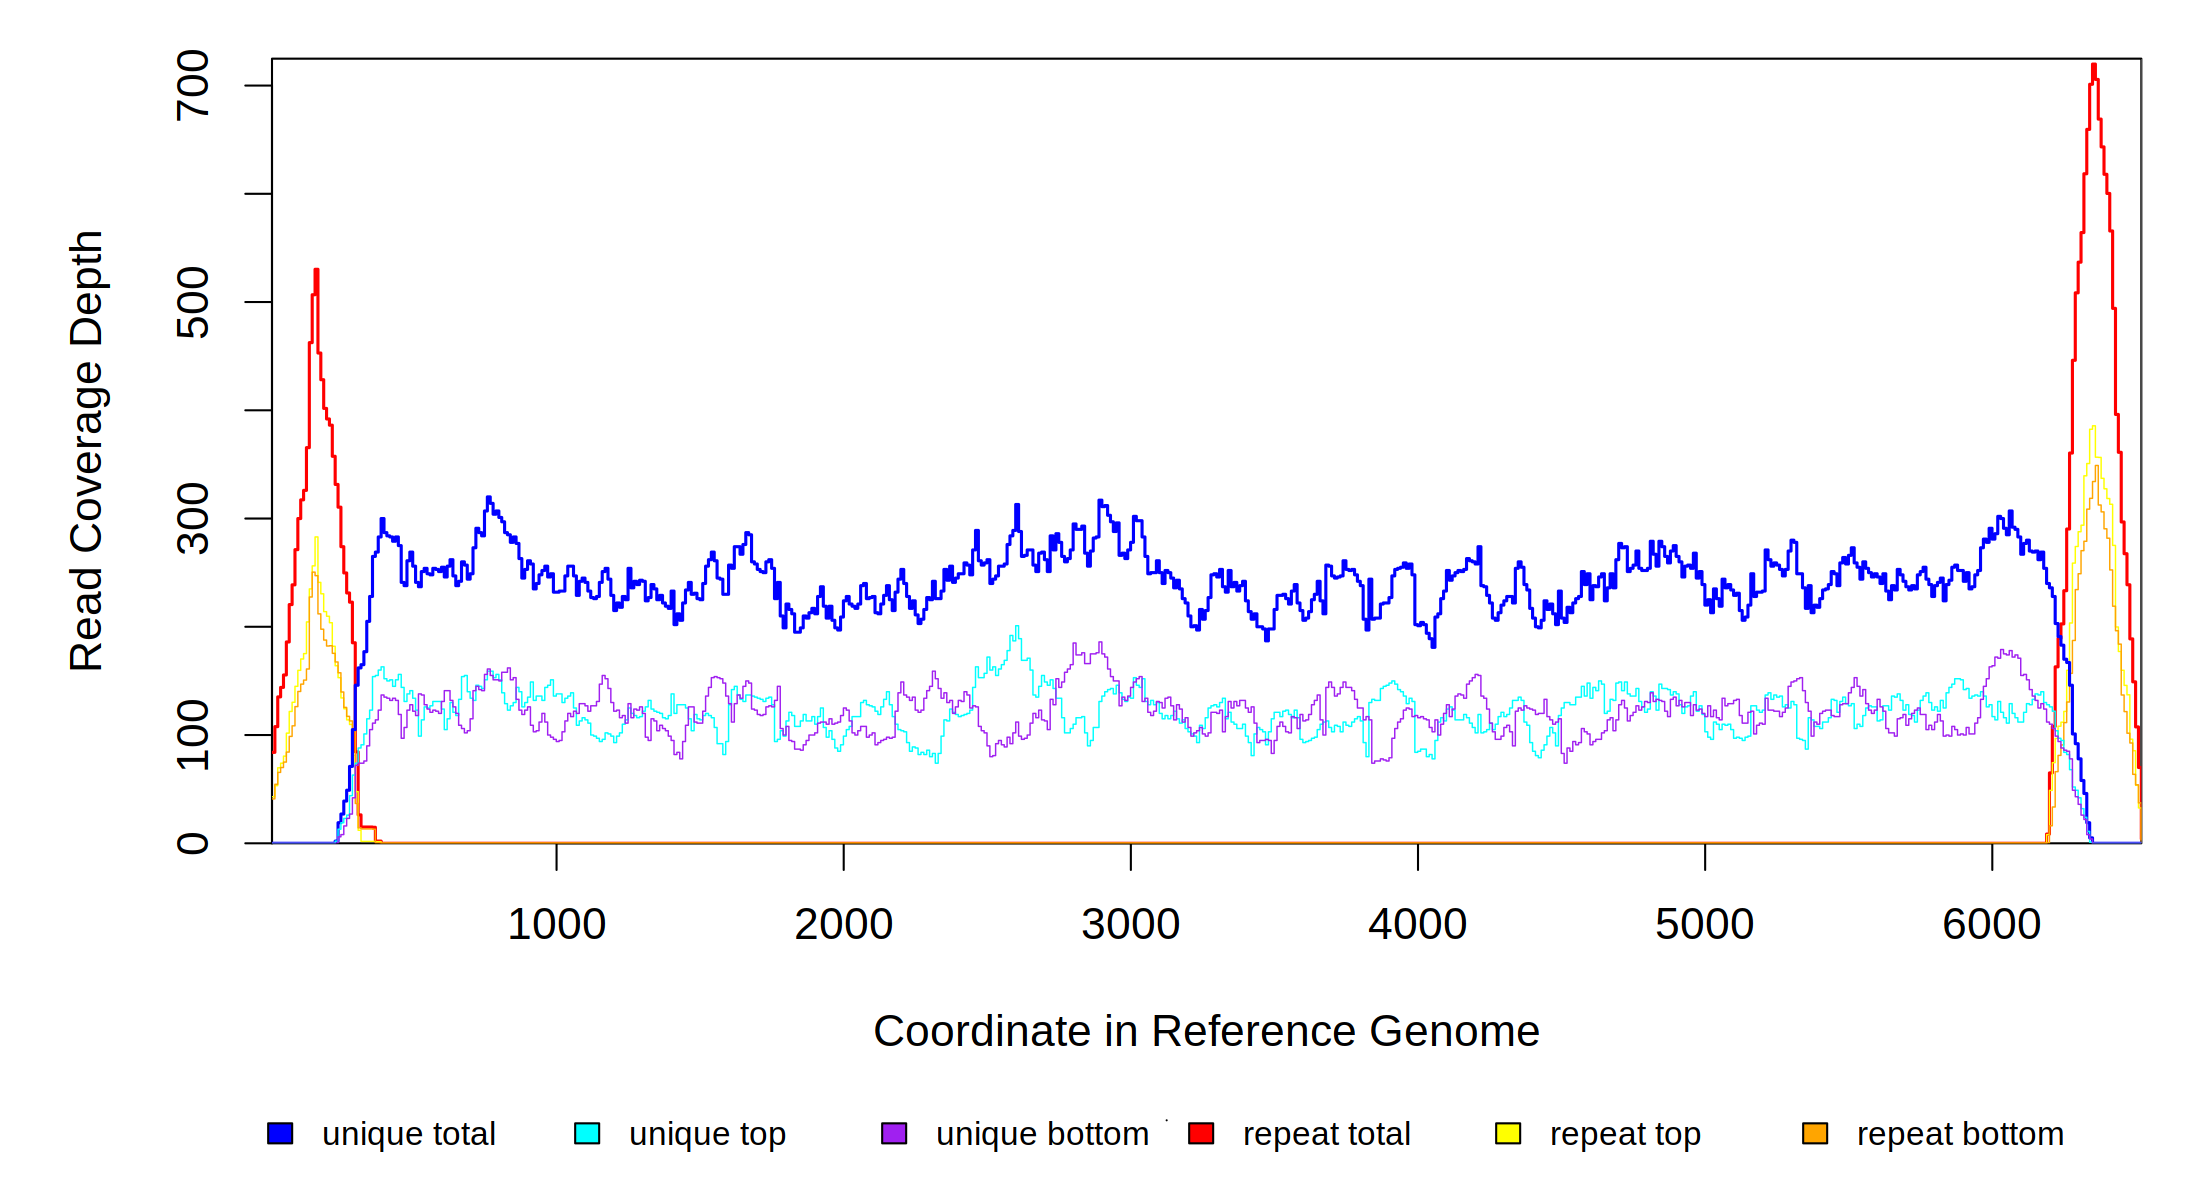 700
500
300
100
0
Read Coverage Depth
1000 2000 3000 4000 5000 6000
Coordinate in Reference Genome
unique total unique top unique bottom repeat total repeat top repeat bottom